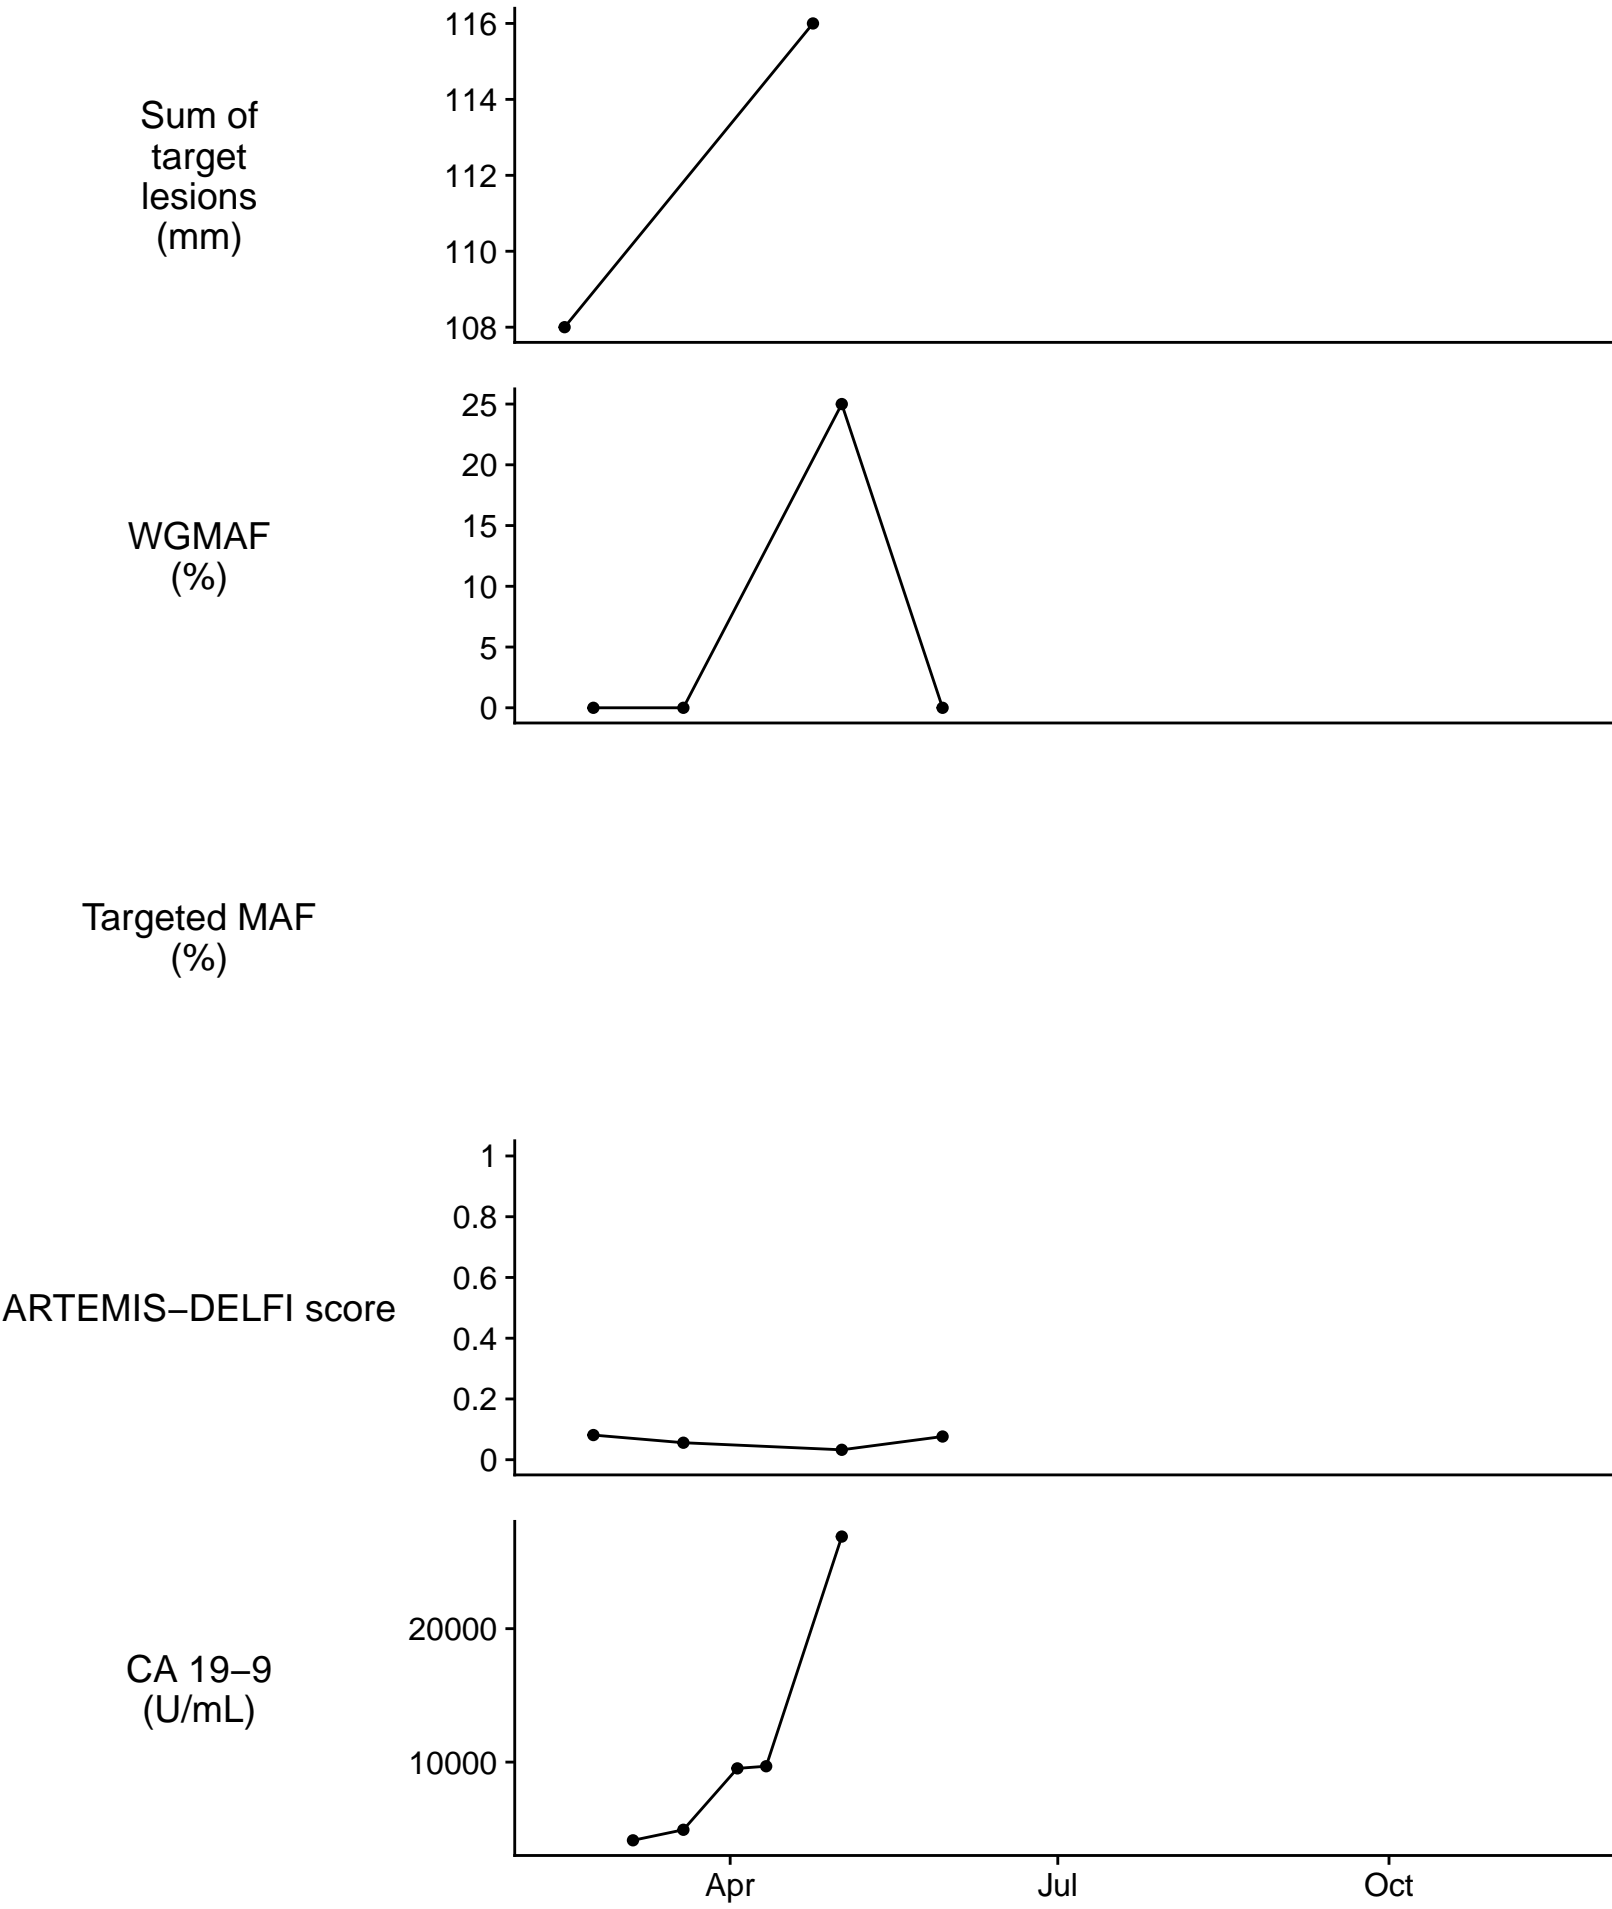 Sum of
target
lesions
(mm)
116
114
112
110
108
WGMAF
(%)
25
20
15
10
5
0
Targeted MAF
(%)
ARTEMIS−DELFI score
1
0.8
0.6
0.4
0.2
0
CA 19−9
(U/mL)
20000
10000
Apr
Jul
Oct